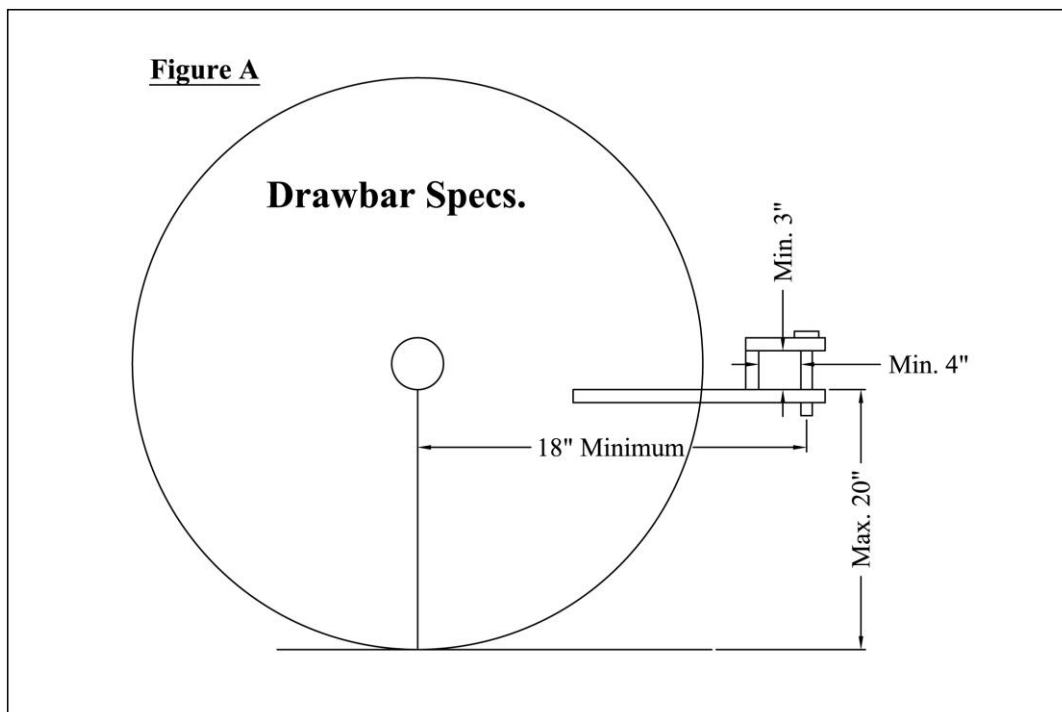 Figure A
Drawbar Specs.
Min. 3"
Min. 4"
18" Minimum
Max. 20"